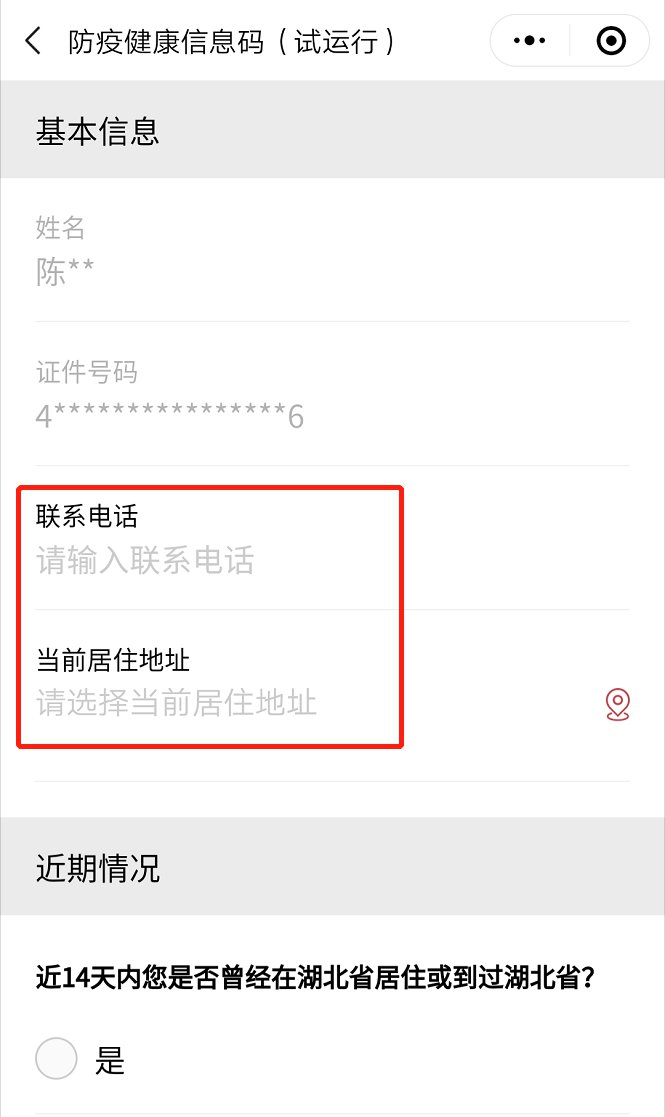 防疫健康信息码（试运行）
基本信息
姓名
陈**
证件号码
4****************6
联系电话
请输入联系电话
当前居住地址
请选择当前居住地址
近期情况
近14天内您是否曾经在湖北省居住或到过湖北省?
是